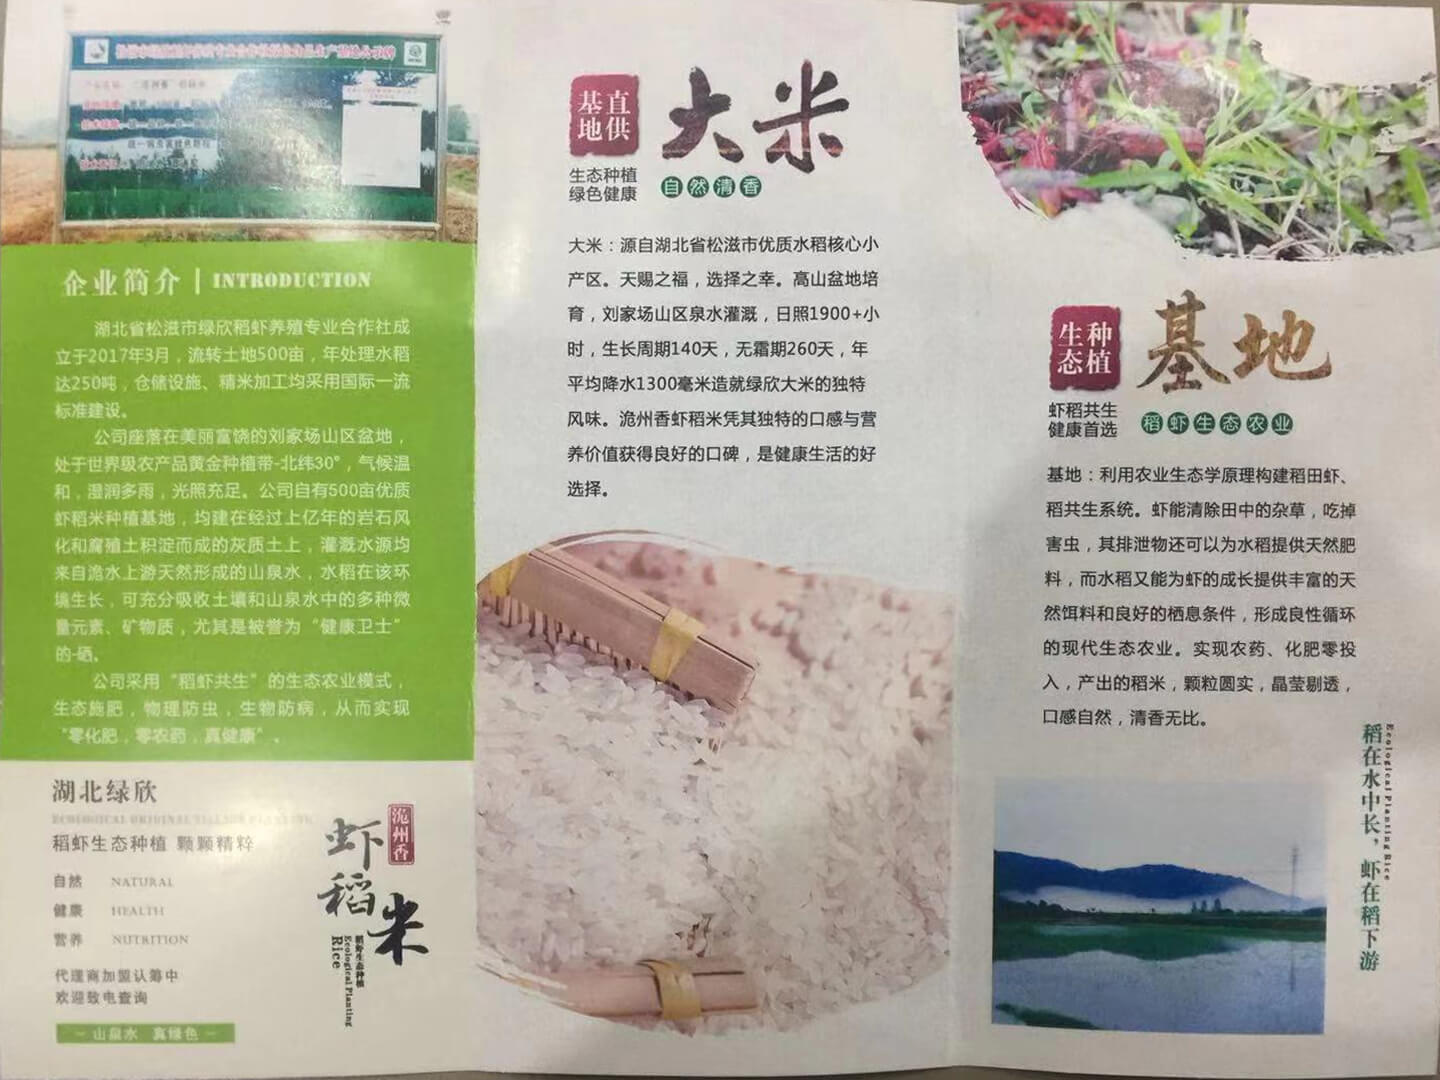 企业简介 | INTRODUCTION
湖北省松滋市绿欣稻虾养殖专业合作社成
立于2017年3月，流转土地500亩，年处理水稻
达250吨，仓储设施、精米加工均采用国际一流
标准建设。
公司座落在美丽富饶的刘家场山区盆地，
处于世界级农产品黄金种植带-北纬30°，气候温
和，湿润多雨，光照充足。公司自有500亩优质
虾稻米种植基地，均建在经过上亿年的岩石风
化和腐殖土积淀而成的灰质土上，灌溉水源均
来自澹水上游天然形成的山泉水，水稻在该环
境生长，可充分吸收土壤和山泉水中的多种微
量元素、矿物质，尤其是被誉为“健康卫士”
的-硒。
公司采用“稻虾共生”的生态农业模式，
生态施肥，物理防虫，生物防病，从而实现
“零化肥，零农药，真健康”。
湖北绿欣
稻虾生态种植 颗颗精粹
自然 NATURAL
健康 HEALTH
营养 NUTRITION
代理商加盟认筹中
欢迎致电查询
－山泉水 真绿色－
洈州香
虾稻米
稻虾生态种植
Ecological Planting
Rice
基地直供
大米
生态种植
绿色健康
自然清香
大米：源自湖北省松滋市优质水稻核心小
产区。天赐之福，选择之幸。高山盆地培
育，刘家场山区泉水灌溉，日照1900+小
时，生长周期140天，无霜期260天，年
平均降水1300毫米造就绿欣大米的独特
风味。洈州香虾稻米凭其独特的口感与营
养价值获得良好的口碑，是健康生活的好
选择。
生态种植
基地
虾稻共生
健康首选
稻虾生态农业
基地：利用农业生态学原理构建稻田虾、
稻共生系统。虾能清除田中的杂草，吃掉
害虫，其排泄物还可以为水稻提供天然肥
料，而水稻又能为虾的成长提供丰富的天
然饵料和良好的栖息条件，形成良性循环
的现代生态农业。实现农药、化肥零投
入，产出的稻米，颗粒圆实，晶莹剔透，
口感自然，清香无比。
稻在水中长，虾在稻下游
Ecological Planting Rice